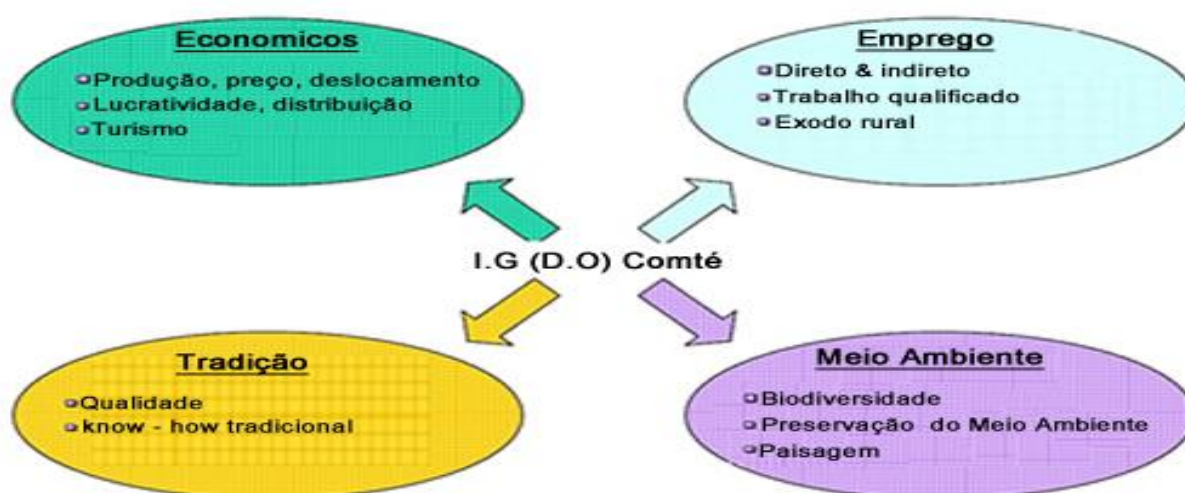 Economicos
Produção, preço, deslocamento
Lucratividade, distribuição
Turismo
Emprego
Direto & indireto
Trabalho qualificado
Exodo rural
I.G (D.O) Comté
Tradição
Qualidade
know - how tradicional
Meio Ambiente
Biodiversidade
Preservação do Meio Ambiente
Paisagem